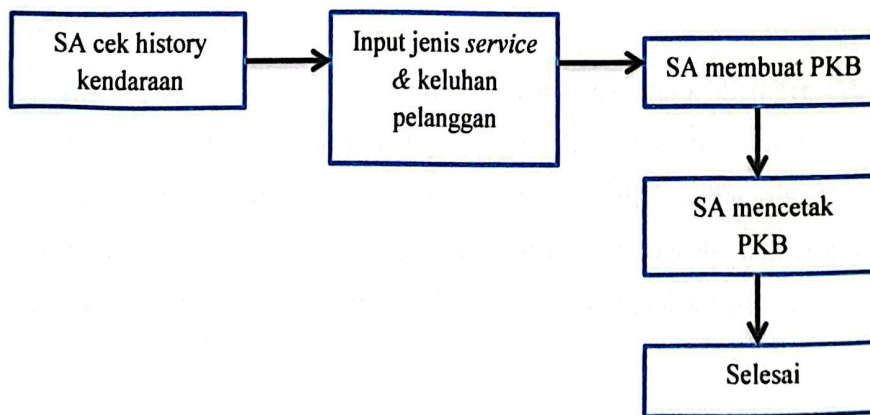 SA cek history
kendaraan
Input jenis service
& keluhan
pelanggan
SA membuat PKB
SA mencetak
PKB
Selesai